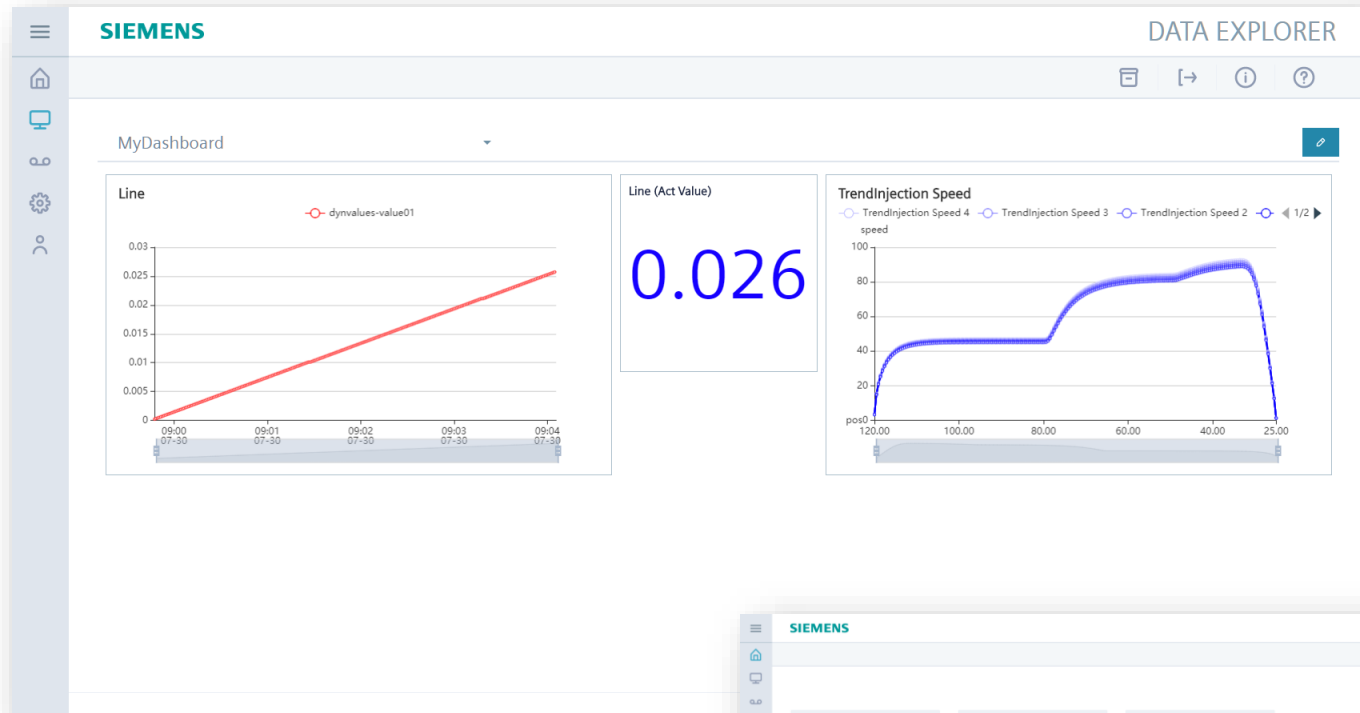 SIEMENS
DATA EXPLORER
MyDashboard
Line
dynvalues-value01
0.03
0.025
0.02
0.015
0.01
0.005
0
09:00 09:01 09:02 09:03 09:04
07-30 07-30 07-30 07-30 07-30
Line (Act Value)
0.026
TrendInjection Speed
TrendInjection Speed 4 TrendInjection Speed 3 TrendInjection Speed 2 1/2
speed
100
80
60
40
20
pos0
120.00 100.00 80.00 60.00 40.00 25.00
SIEMENS